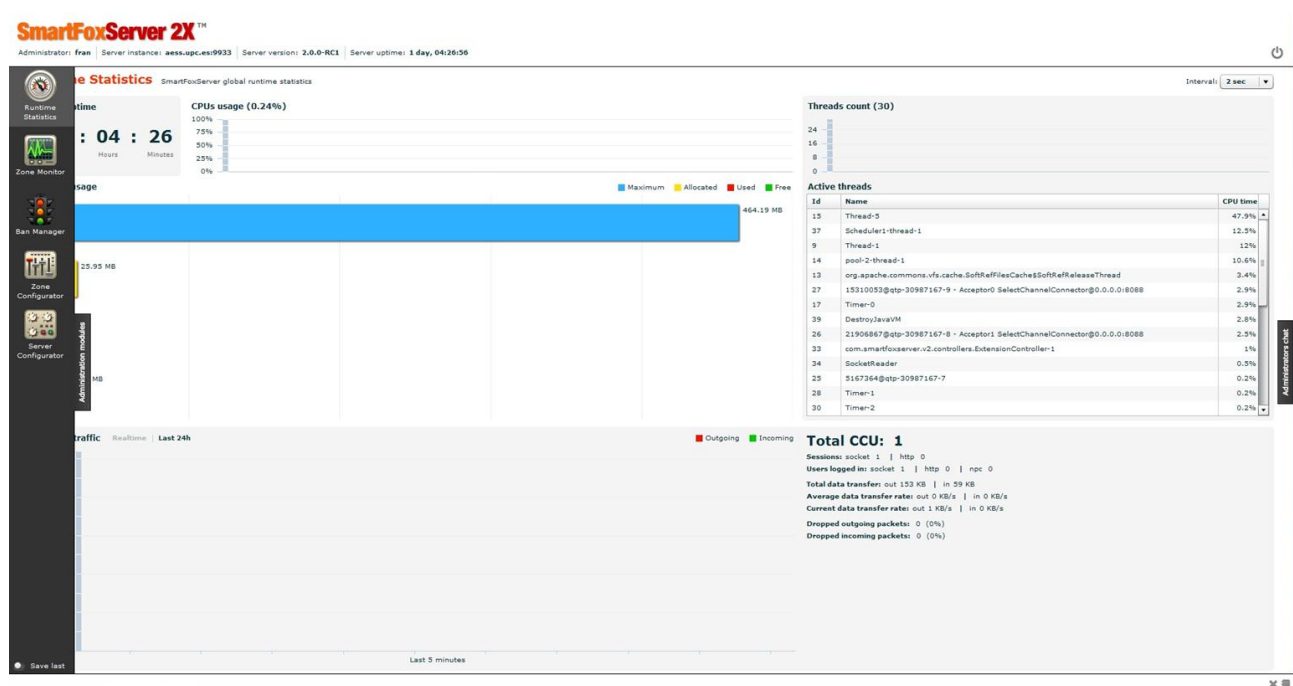 SmartFoxServer 2X™
Administrator: fran | Server instance: aess.upc.es:9933 | Server version: 2.0.0-RC1 | Server uptime: 1 day, 04:26:56
e Statistics SmartFoxServer global runtime statistics
Interval: 2 sec
Runtime
Statistics
Zone Monitor
Ban Manager
Zone
Configurator
Server
Configurator
Administration modules
Save last
time
: 04 : 26
Hours Minutes
CPUs usage (0.24%)
100%
75%
50%
25%
0%
Threads count (30)
24
16
8
0
sage
Maximum Allocated Used Free
464.19 MB
25.95 MB
MB
Active threads
Id Name CPU time
15 Thread-5 47.9%
37 Scheduler1-thread-1 12.5%
9 Thread-1 12%
14 pool-2-thread-1 10.6%
13 org.apache.commons.vfs.cache.SoftRefFilesCache$SoftRefReleaseThread 3.4%
27 15310053@qtp-30987167-9 - Acceptor0 SelectChannelConnector@0.0.0.0:8088 2.9%
17 Timer-0 2.9%
39 DestroyJavaVM 2.8%
26 21906867@qtp-30987167-8 - Acceptor1 SelectChannelConnector@0.0.0.0:8088 2.5%
33 com.smartfoxserver.v2.controllers.ExtensionController-1 1%
34 SocketReader 0.5%
25 5167364@qtp-30987167-7 0.2%
28 Timer-1 0.2%
30 Timer-2 0.2%
Administrators chat
traffic Realtime | Last 24h
Outgoing Incoming
Last 5 minutes
Total CCU: 1
Sessions: socket 1 | http 0
Users logged in: socket 1 | http 0 | npc 0
Total data transfer: out 153 KB | in 59 KB
Average data transfer rate: out 0 KB/s | in 0 KB/s
Current data transfer rate: out 1 KB/s | in 0 KB/s
Dropped outgoing packets: 0 (0%)
Dropped incoming packets: 0 (0%)